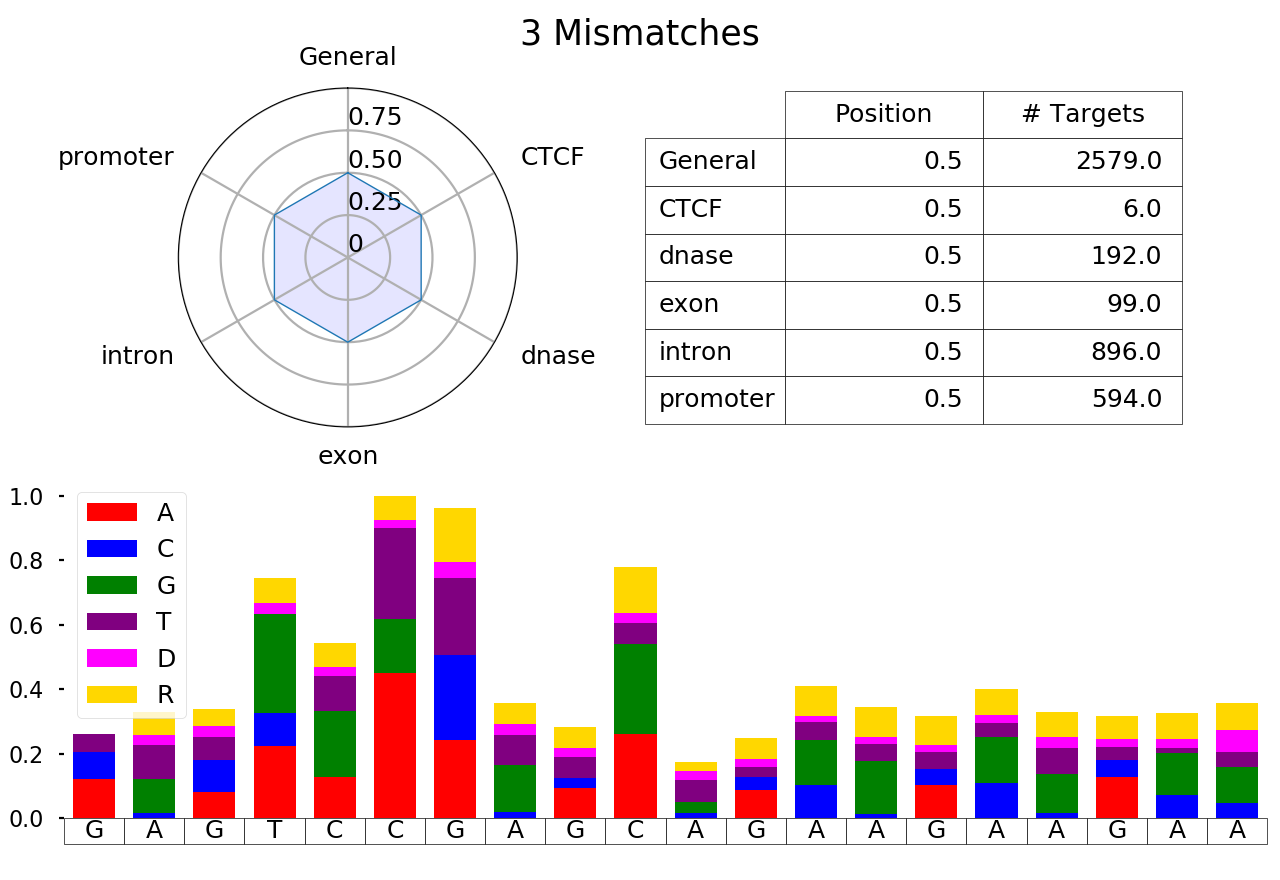 3 Mismatches
General
promoter
CTCF
0.75
0.50
0.25
0
intron
dnase
exon
Position # Targets
General 0.5 2579.0
CTCF 0.5 6.0
dnase 0.5 192.0
exon 0.5 99.0
intron 0.5 896.0
promoter 0.5 594.0
1.0
0.8
0.6
0.4
0.2
0.0
A
C
G
T
D
R
G A G T C C G A G C A G A A G A A G A A